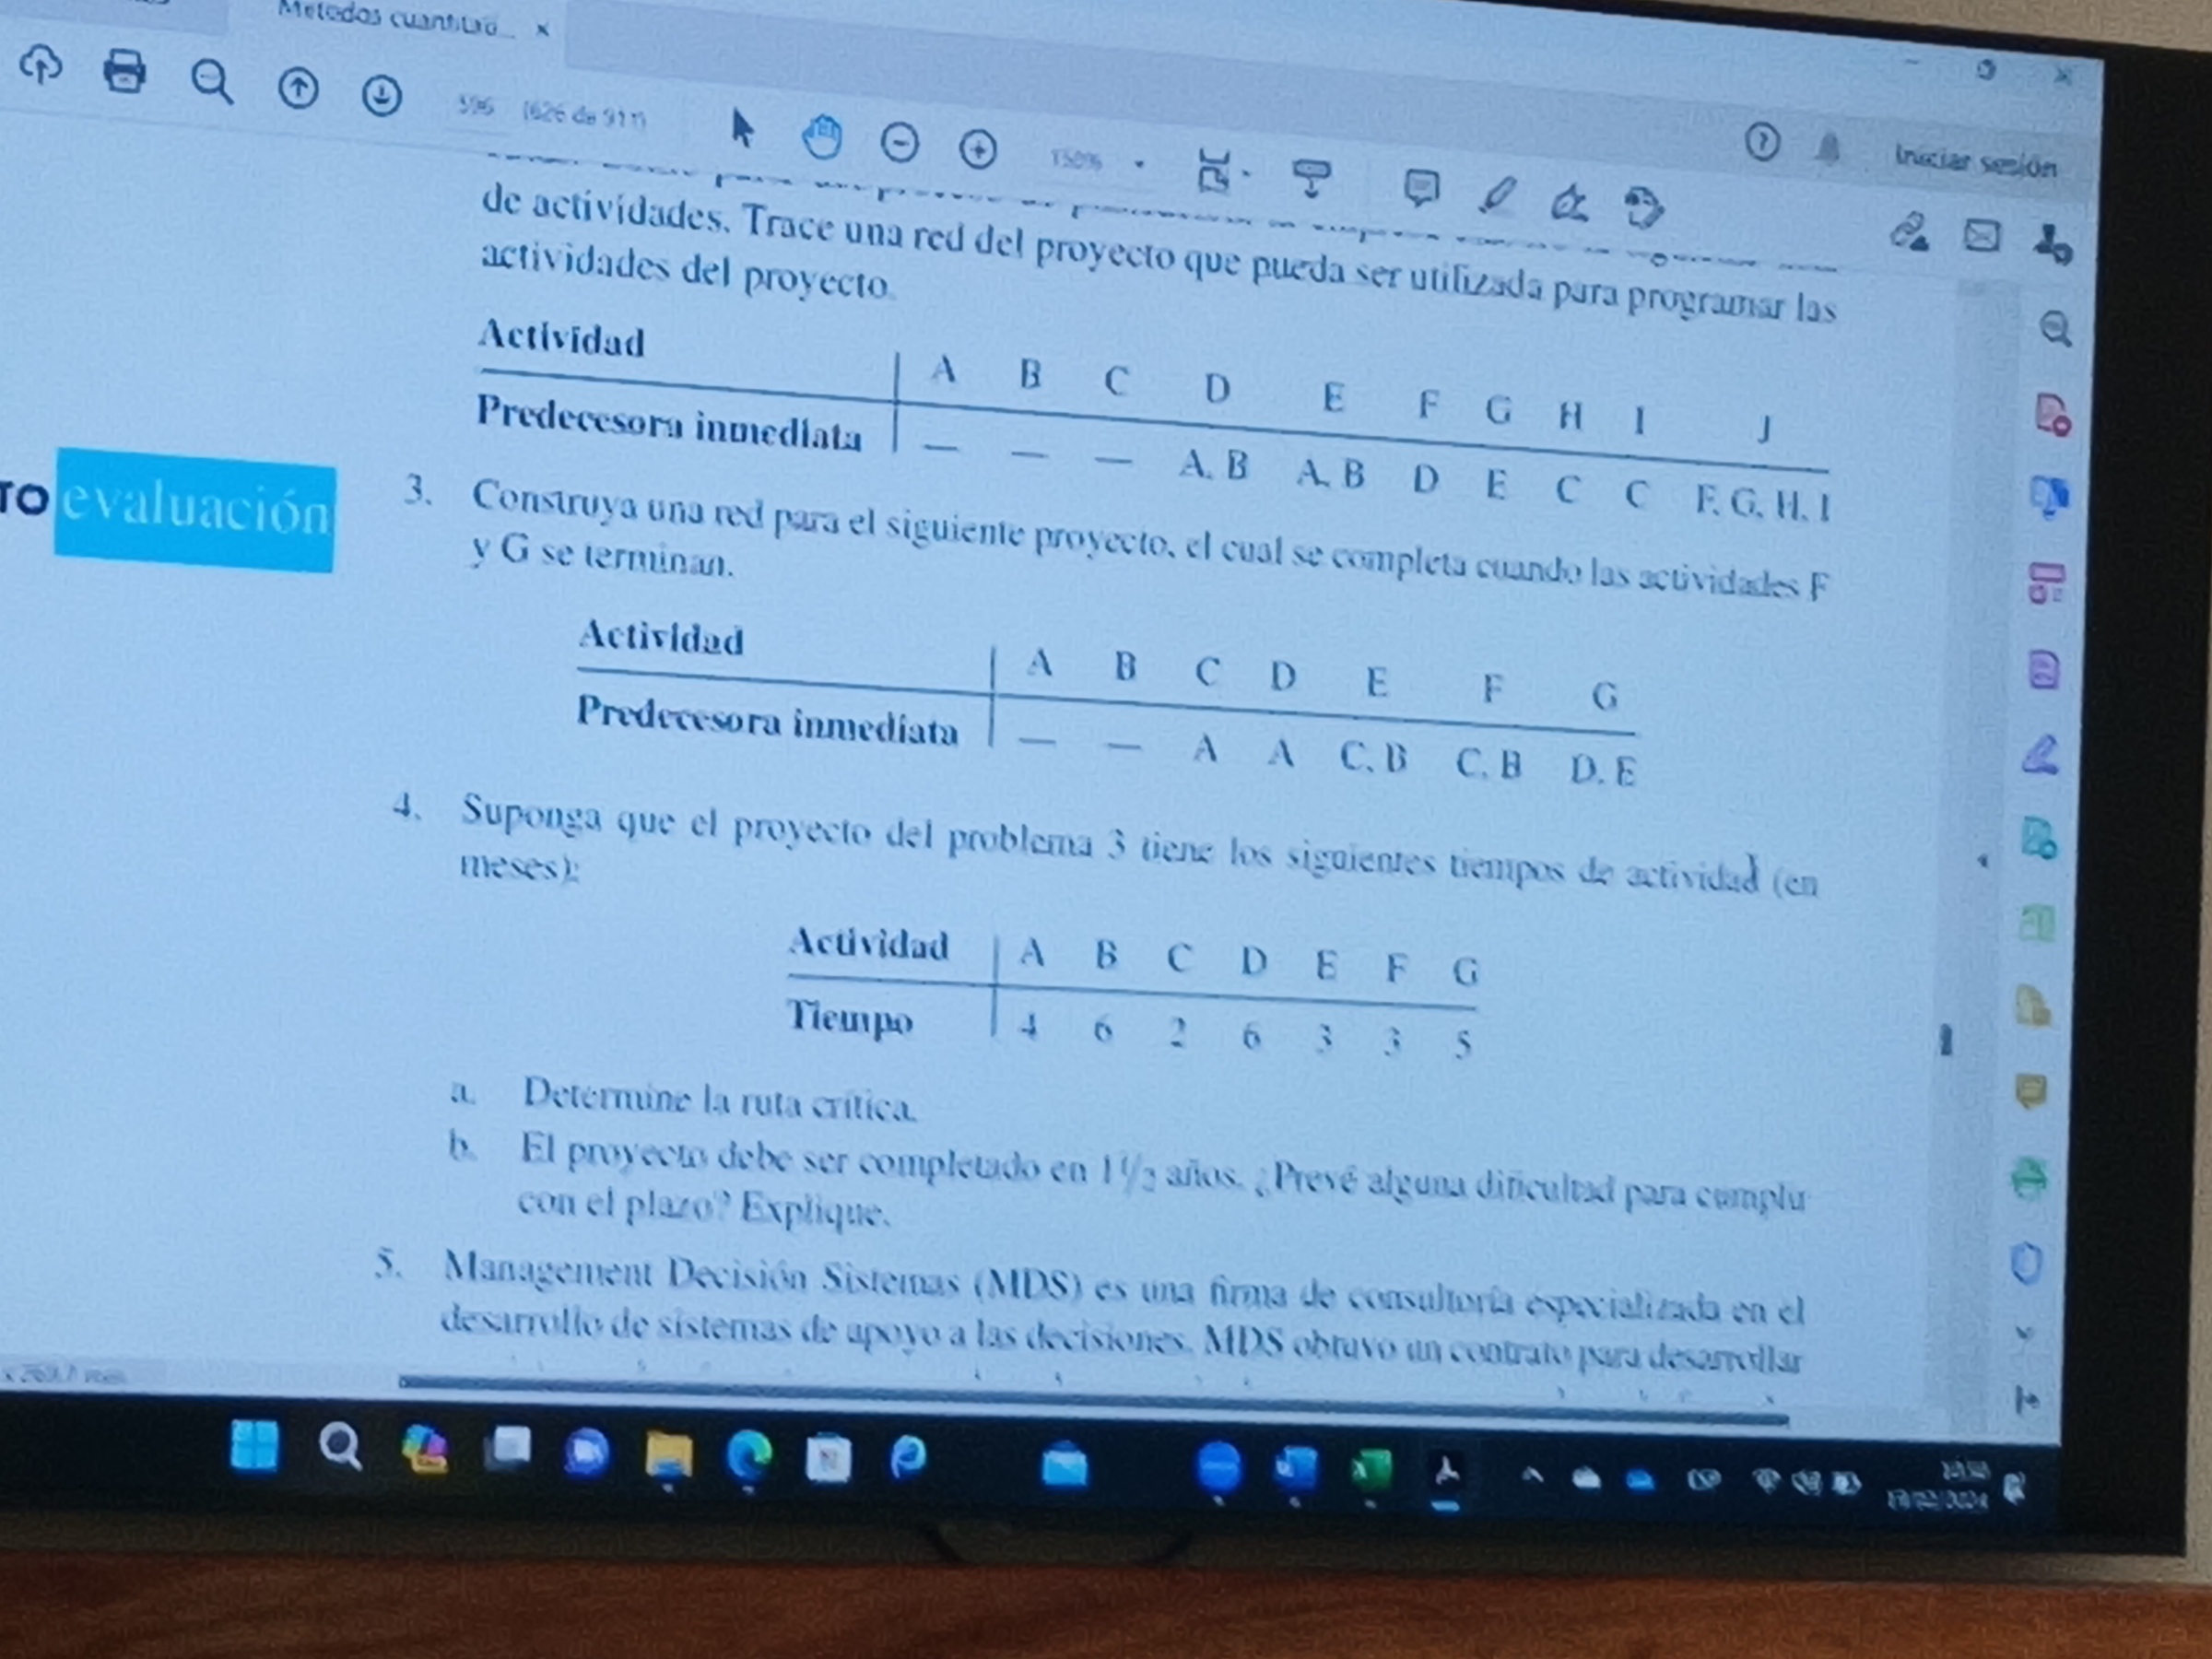 Metodos cuantitati... ×
596 (626 de 911)
150%
Iniciar sesión
de actividades. Trace una red del proyecto que pueda ser utilizada para programar las
actividades del proyecto.
Actividad A B C D E F G H I J
Predecesora inmediata — — — A, B A, B D E C C F, G, H, I
TO evaluación
3. Construya una red para el siguiente proyecto, el cual se completa cuando las actividades F
y G se terminan.
Actividad A B C D E F G
Predecesora inmediata — — A A C, B C, B D, E
4. Suponga que el proyecto del problema 3 tiene los siguientes tiempos de actividad (en
meses):
Actividad A B C D E F G
Tiempo 4 6 2 6 3 3 5
a. Determine la ruta crítica.
b. El proyecto debe ser completado en 1 1/2 años. ¿Prevé alguna dificultad para cumplir
con el plazo? Explique.
5. Management Decisión Sistemas (MDS) es una firma de consultoría especializada en el
desarrollo de sistemas de apoyo a las decisiones. MDS obtuvo un contrato para desarrollar